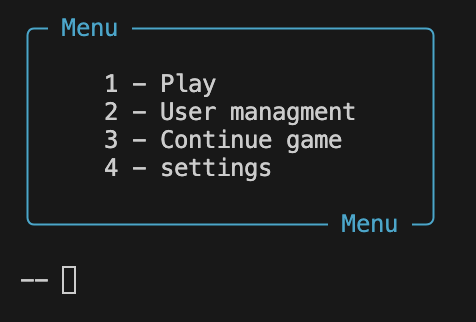 Menu
1 – Play
2 – User managment
3 – Continue game
4 – settings
Menu
--